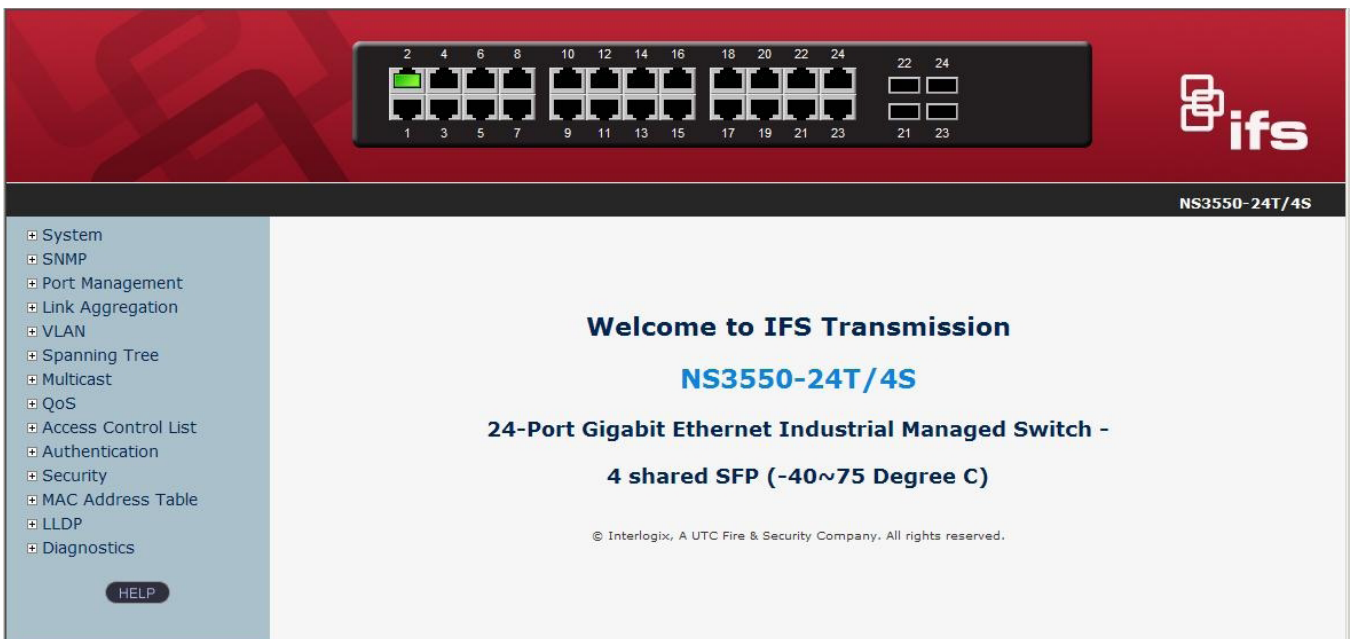 2 4 6 8 10 12 14 16 18 20 22 24 22 24
1 3 5 7 9 11 13 15 17 19 21 23 21 23
ifs
NS3550-24T/4S
System
SNMP
Port Management
Link Aggregation
VLAN
Spanning Tree
Multicast
QoS
Access Control List
Authentication
Security
MAC Address Table
LLDP
Diagnostics
HELP
Welcome to IFS Transmission
NS3550-24T/4S
24-Port Gigabit Ethernet Industrial Managed Switch -
4 shared SFP (-40~75 Degree C)
© Interlogix, A UTC Fire & Security Company. All rights reserved.